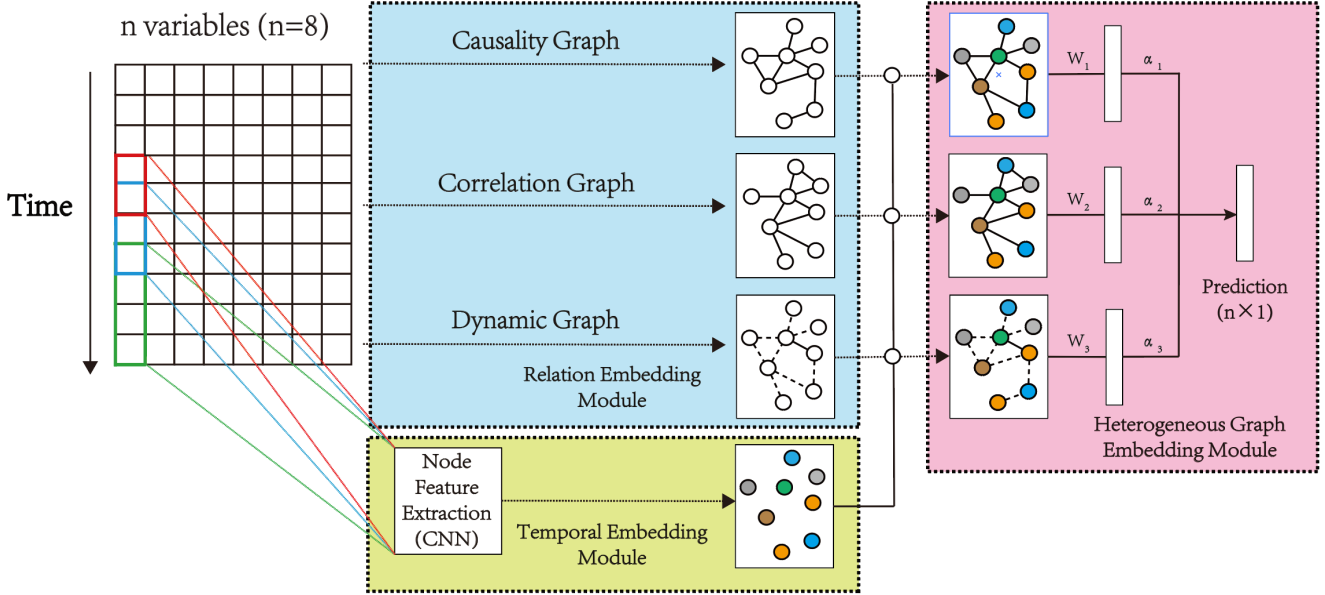 n variables (n=8)
Time
Causality Graph
Correlation Graph
Dynamic Graph
Relation Embedding
Module
Node
Feature
Extraction
(CNN)
Temporal Embedding
Module
W₁
α₁
W₂
α₂
W₃
α₃
Prediction
(n×1)
Heterogeneous Graph
Embedding Module